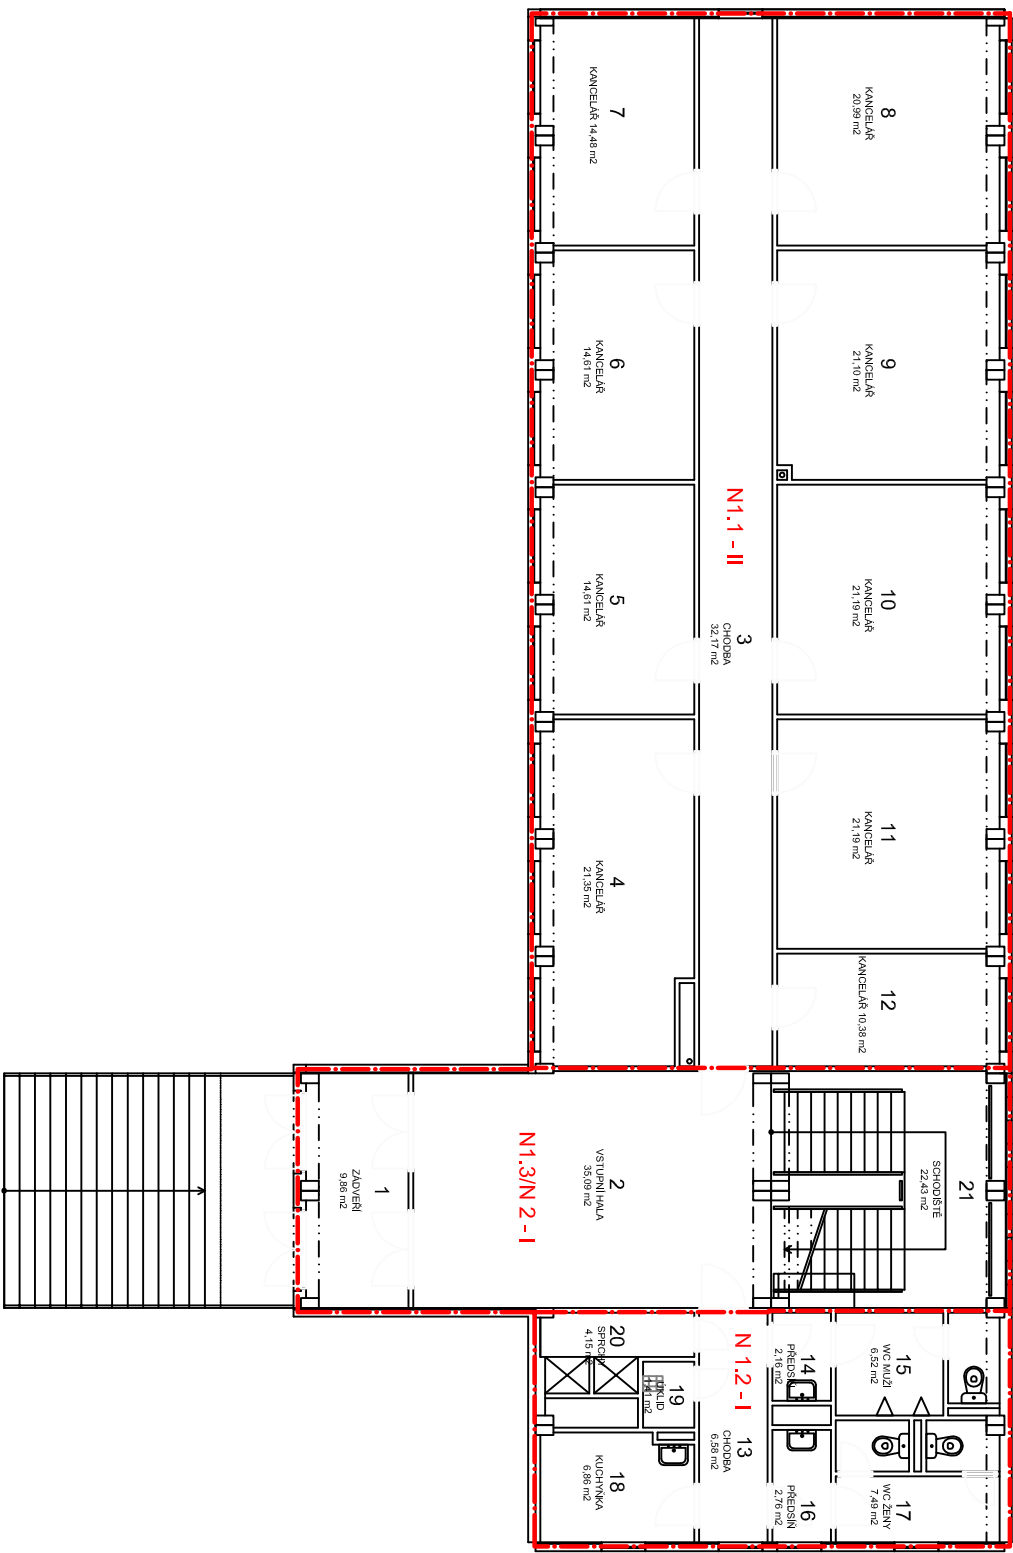 7
KANCELÁŘ 14,48 m2
8
KANCELÁŘ
20,99 m2
6
KANCELÁŘ
14,61 m2
9
KANCELÁŘ
21,10 m2
N1.1 - II
5
KANCELÁŘ
14,61 m2
3
CHODBA
32,17 m2
10
KANCELÁŘ
21,19 m2
4
KANCELÁŘ
21,35 m2
11
KANCELÁŘ
21,19 m2
12
KANCELÁŘ 10,38 m2
1
ZÁDVEŘÍ
9,86 m2
N1.3/N 2 - I
2
VSTUPNÍ HALA
35,09 m2
21
SCHODIŠTĚ
22,43 m2
N 1.2 - I
20
SPRCHY
4,15 m2
19
ÚKLID
14
PŘEDSÍŇ
2,16 m2
15
WC MUŽI
6,52 m2
13
CHODBA
6,58 m2
18
KUCHYŇKA
6,86 m2
16
PŘEDSÍŇ
2,76 m2
17
WC ŽENY
7,49 m2